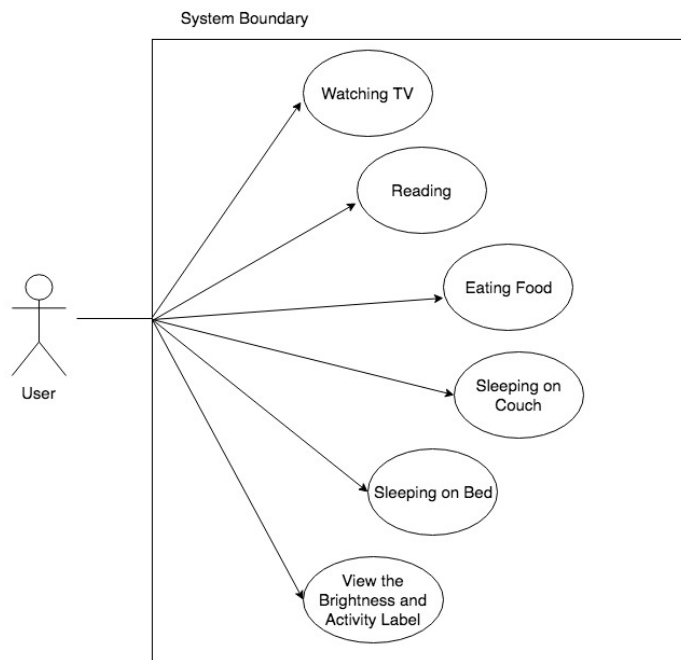 System Boundary
Watching TV
Reading
Eating Food
User
Sleeping on
Couch
Sleeping on Bed
View the
Brightness and
Activity Label